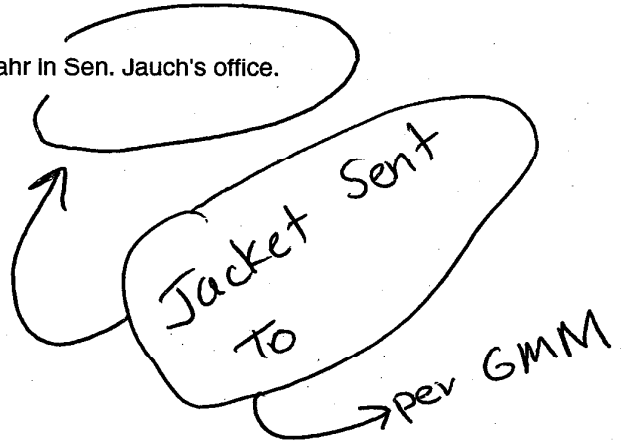 ahr in Sen. Jauch's office.
Jacket Sent
To
per GMM